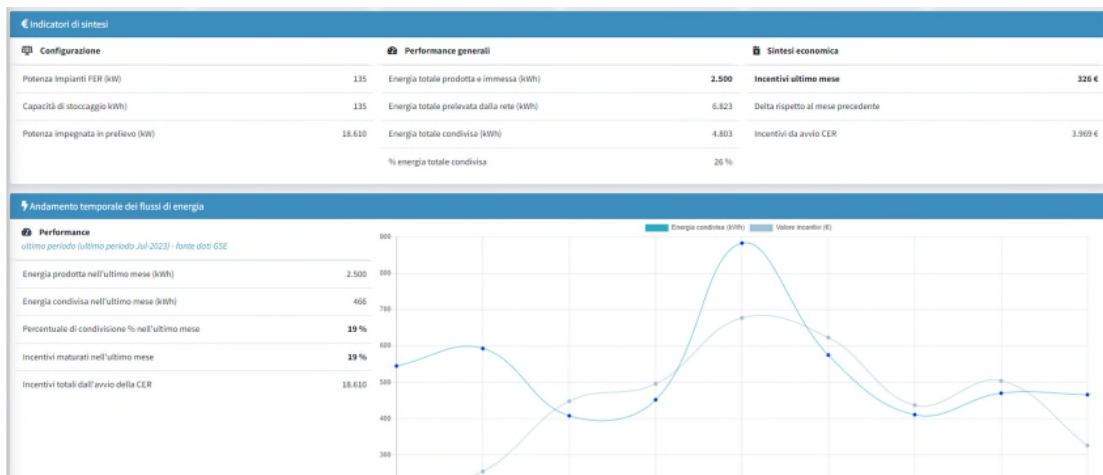 € Indicatori di sintesi
Configurazione
Potenza Impianti FER (kW) 135
Capacità di stoccaggio kWh) 135
Potenza impegnata in prelievo (kW) 18.610
Performance generali
Energia totale prodotta e immessa (kWh) 2.500
Energia totale prelevata dalla rete (kWh) 6.823
Energia totale condivisa (kWh) 4.803
% energia totale condivisa 26 %
Sintesi economica
Incentivi ultimo mese 326 €
Delta rispetto al mese precedente
Incentivi da avvio CER 3.969 €
Andamento temporale dei flussi di energia
Performance
ultimo periodo (ultimo periodo Jul-2023) - fonte dati GSE
Energia prodotta nell'ultimo mese (kWh) 2.500
Energia condivisa nell'ultimo mese (kWh) 466
Percentuale di condivisione % nell'ultimo mese 19 %
Incentivi maturati nell'ultimo mese 19 %
Incentivi totali dall'avvio della CER 18.610
Energia condivisa (kWh) Valore incentivi (€)
900
800
700
600
500
400
300